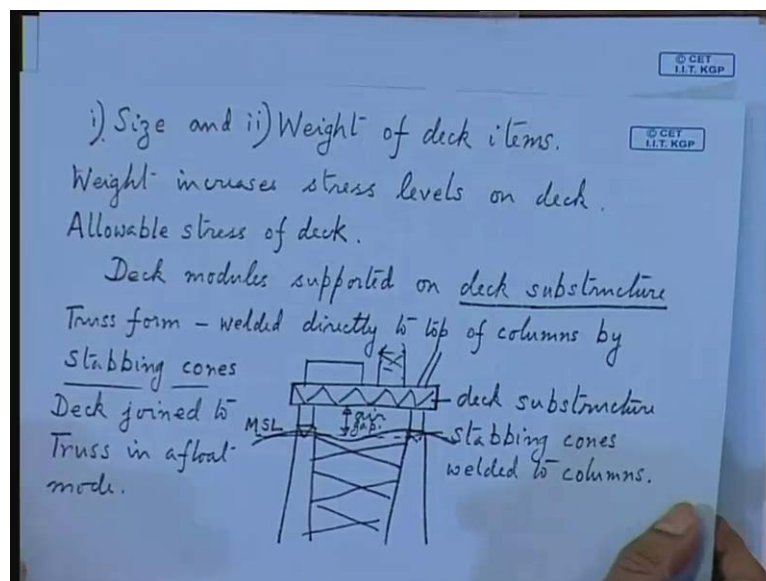 © CET
I.I.T. KGP
© CET
I.I.T. KGP
i) Size and ii) Weight of deck items.
Weight increases stress levels on deck.
Allowable stress of deck.
Deck modules supported on deck substructure
Truss form - welded directly to top of columns by
stabbing cones
Deck joined to
Truss in afloat
mode.
MSL
air
gap.
deck substructure
stabbing cones
welded to columns.